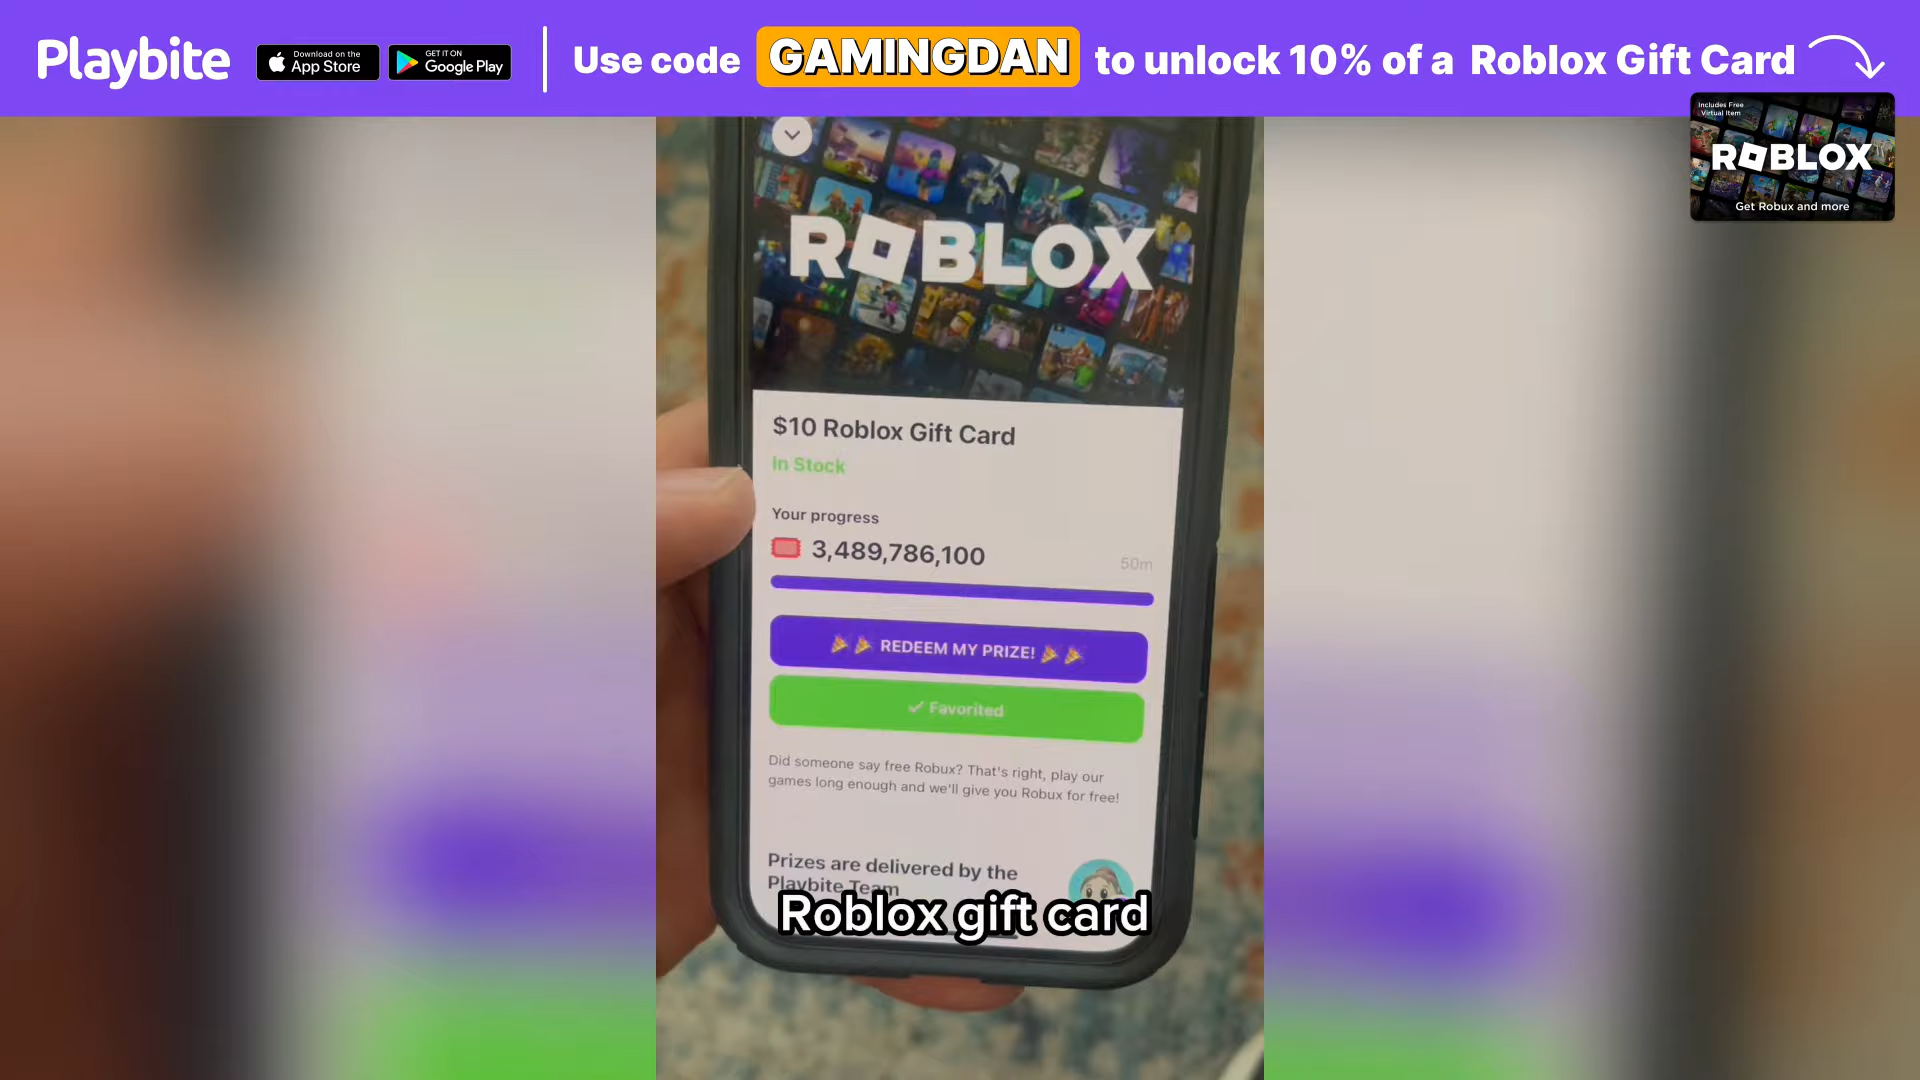 Playbite
Download on the
App Store
GET IT ON
Google Play
Use code GAMINGDAN to unlock 10% of a Roblox Gift Card
Includes Free
Virtual Item
ROBLOX
Get Robux and more
ROBLOX
$10 Roblox Gift Card
In Stock
Your progress
3,489,786,100
50m
REDEEM MY PRIZE!
✓ Favorited
Did someone say free Robux? That's right, play our
games long enough and we'll give you Robux for free!
Prizes are delivered by the
Playbite Team
Roblox gift card